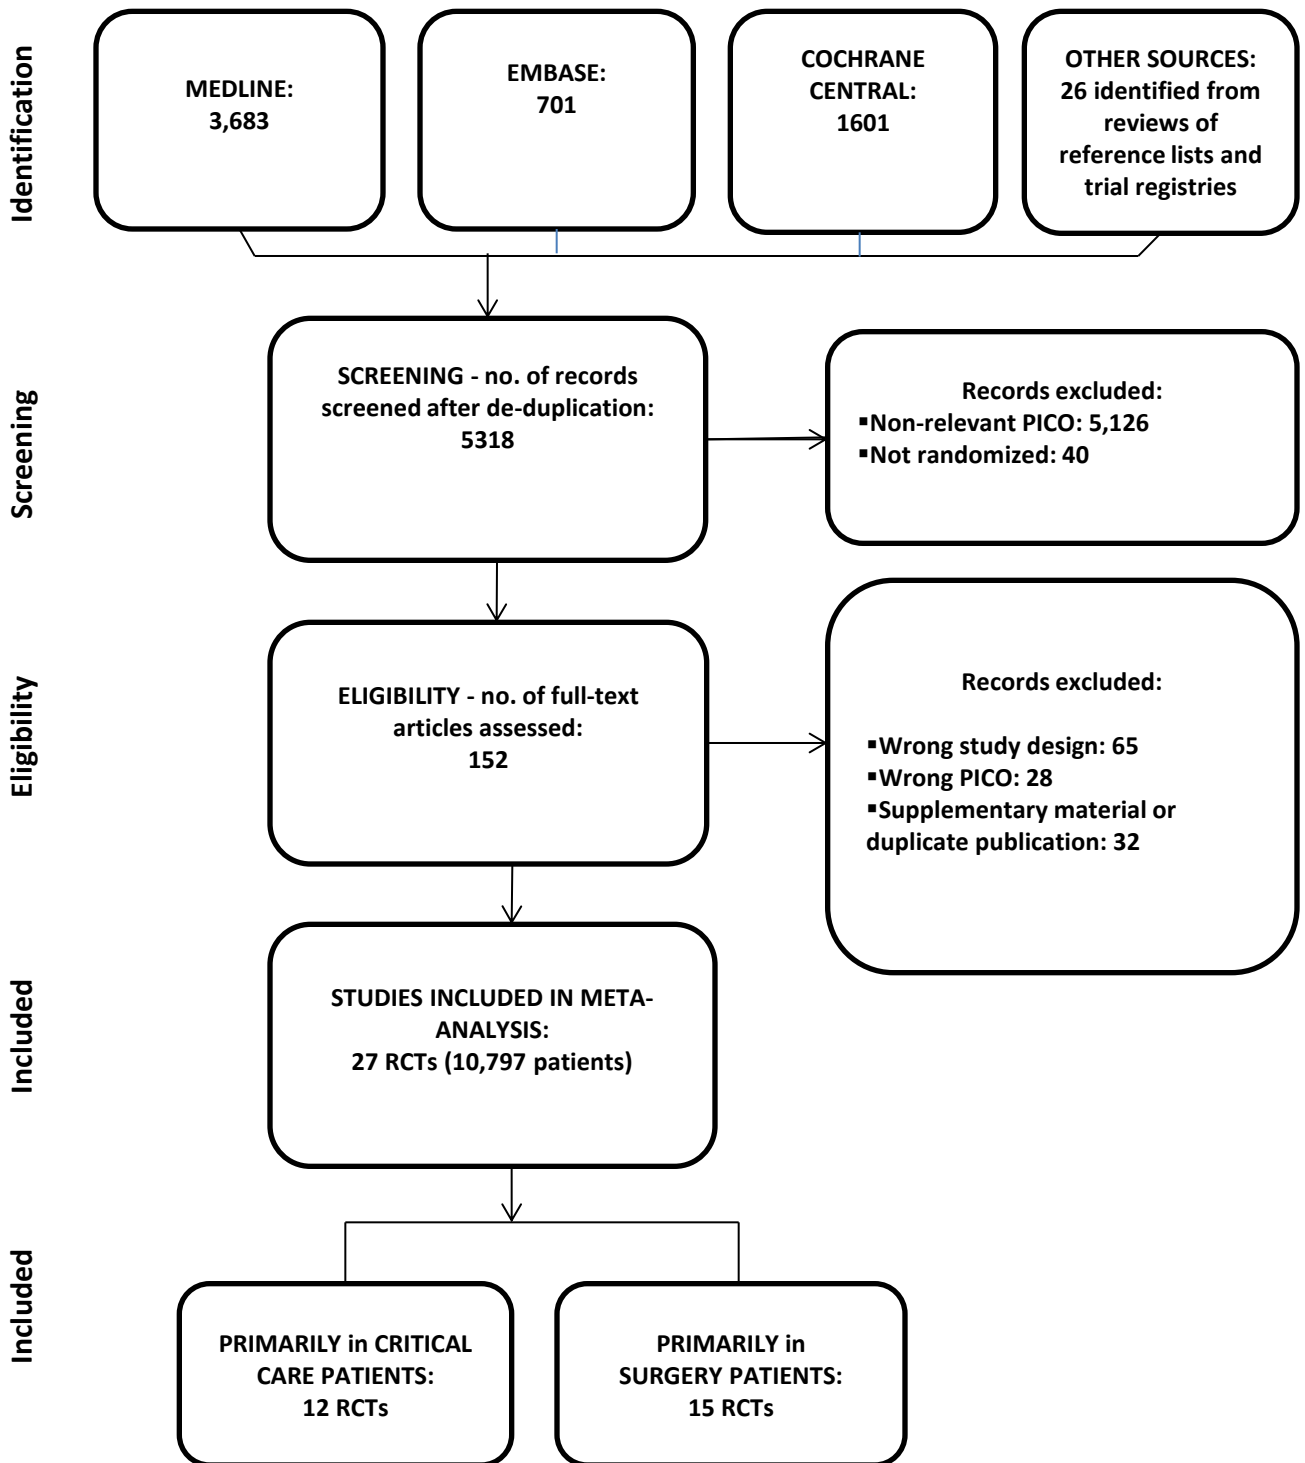 Identification
MEDLINE:
3,683
EMBASE:
701
COCHRANE
CENTRAL:
1601
OTHER SOURCES:
26 identified from
reviews of
reference lists and
trial registries
Screening
SCREENING - no. of records
screened after de-duplication:
5318
Records excluded:
▪Non-relevant PICO: 5,126
▪Not randomized: 40
Eligibility
ELIGIBILITY - no. of full-text
articles assessed:
152
Records excluded:
▪Wrong study design: 65
▪Wrong PICO: 28
▪Supplementary material or
duplicate publication: 32
Included
STUDIES INCLUDED IN META-
ANALYSIS:
27 RCTs (10,797 patients)
Included
PRIMARILY in CRITICAL
CARE PATIENTS:
12 RCTs
PRIMARILY in
SURGERY PATIENTS:
15 RCTs